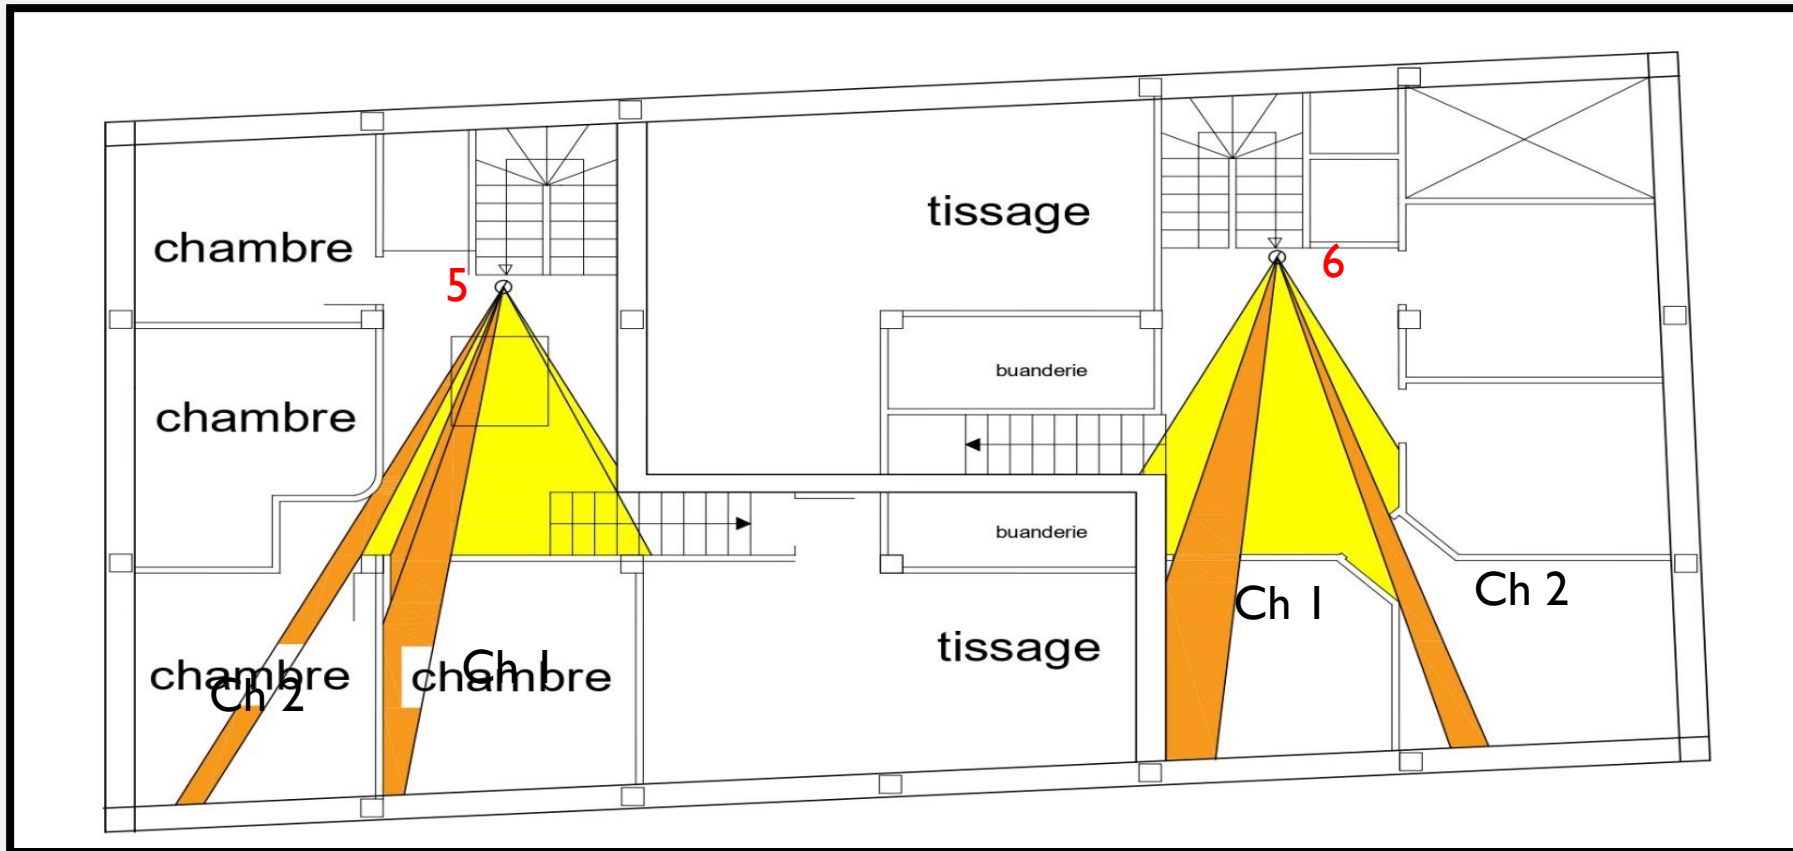 tissage
chambre
5
6
buanderie
chambre
buanderie
Ch 1
Ch 2
tissage
chambre
Ch 2
chambre
Ch 1